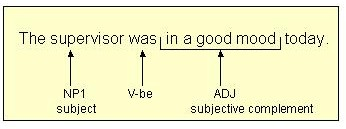 The supervisor was in a good mood today.
NP1 V-be ADJ
subject subjective complement